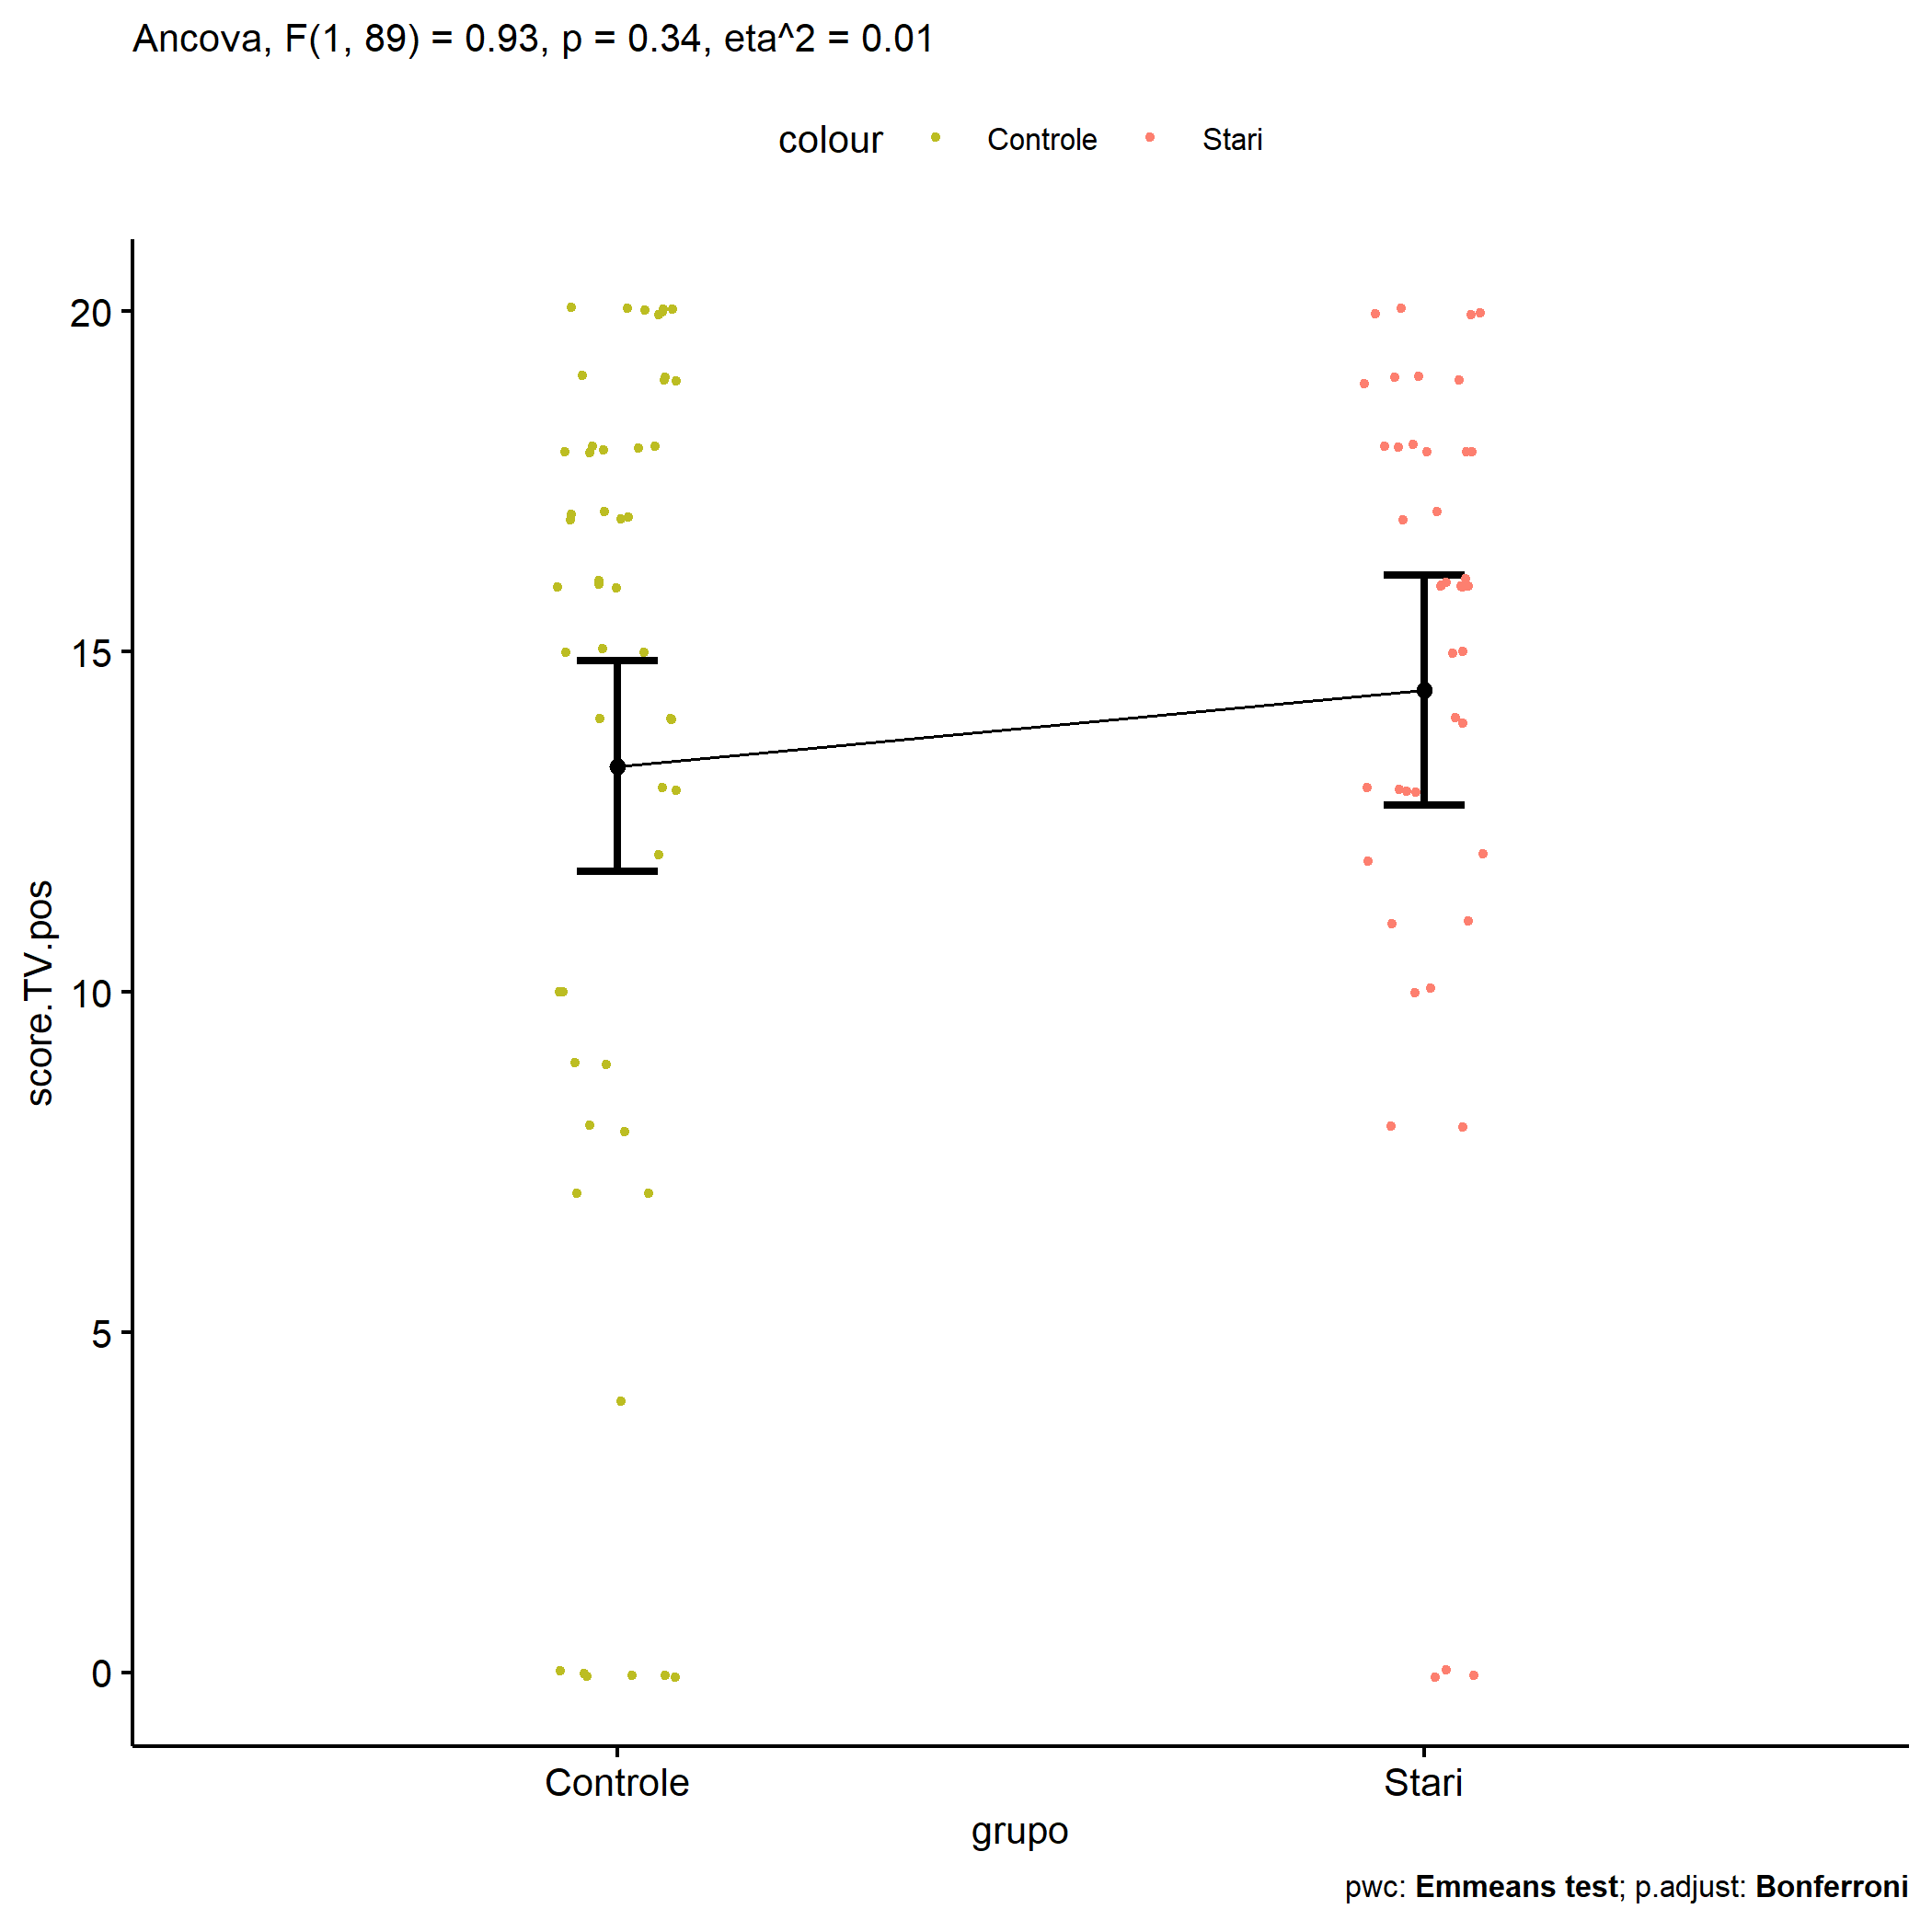 Ancova, F(1, 89) = 0.93, p = 0.34, eta^2 = 0.01
colour Controle Stari
20
15
10
5
0
score.TV.pos
Controle Stari
grupo
pwc: Emmeans test; p.adjust: Bonferroni